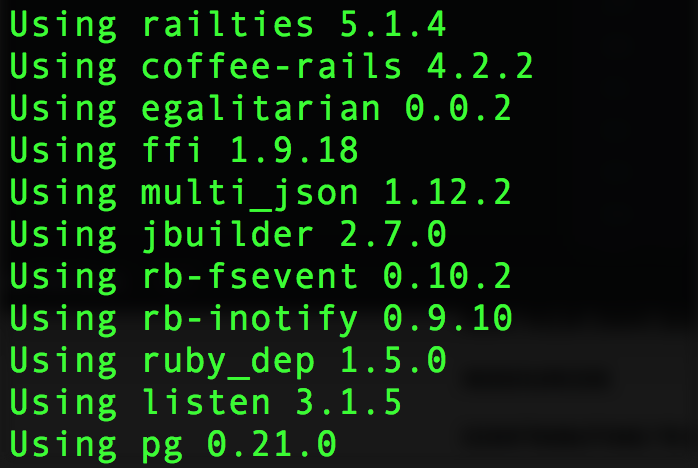 Using railties 5.1.4
Using coffee-rails 4.2.2
Using egalitarian 0.0.2
Using ffi 1.9.18
Using multi_json 1.12.2
Using jbuilder 2.7.0
Using rb-fsevent 0.10.2
Using rb-inotify 0.9.10
Using ruby_dep 1.5.0
Using listen 3.1.5
Using pg 0.21.0